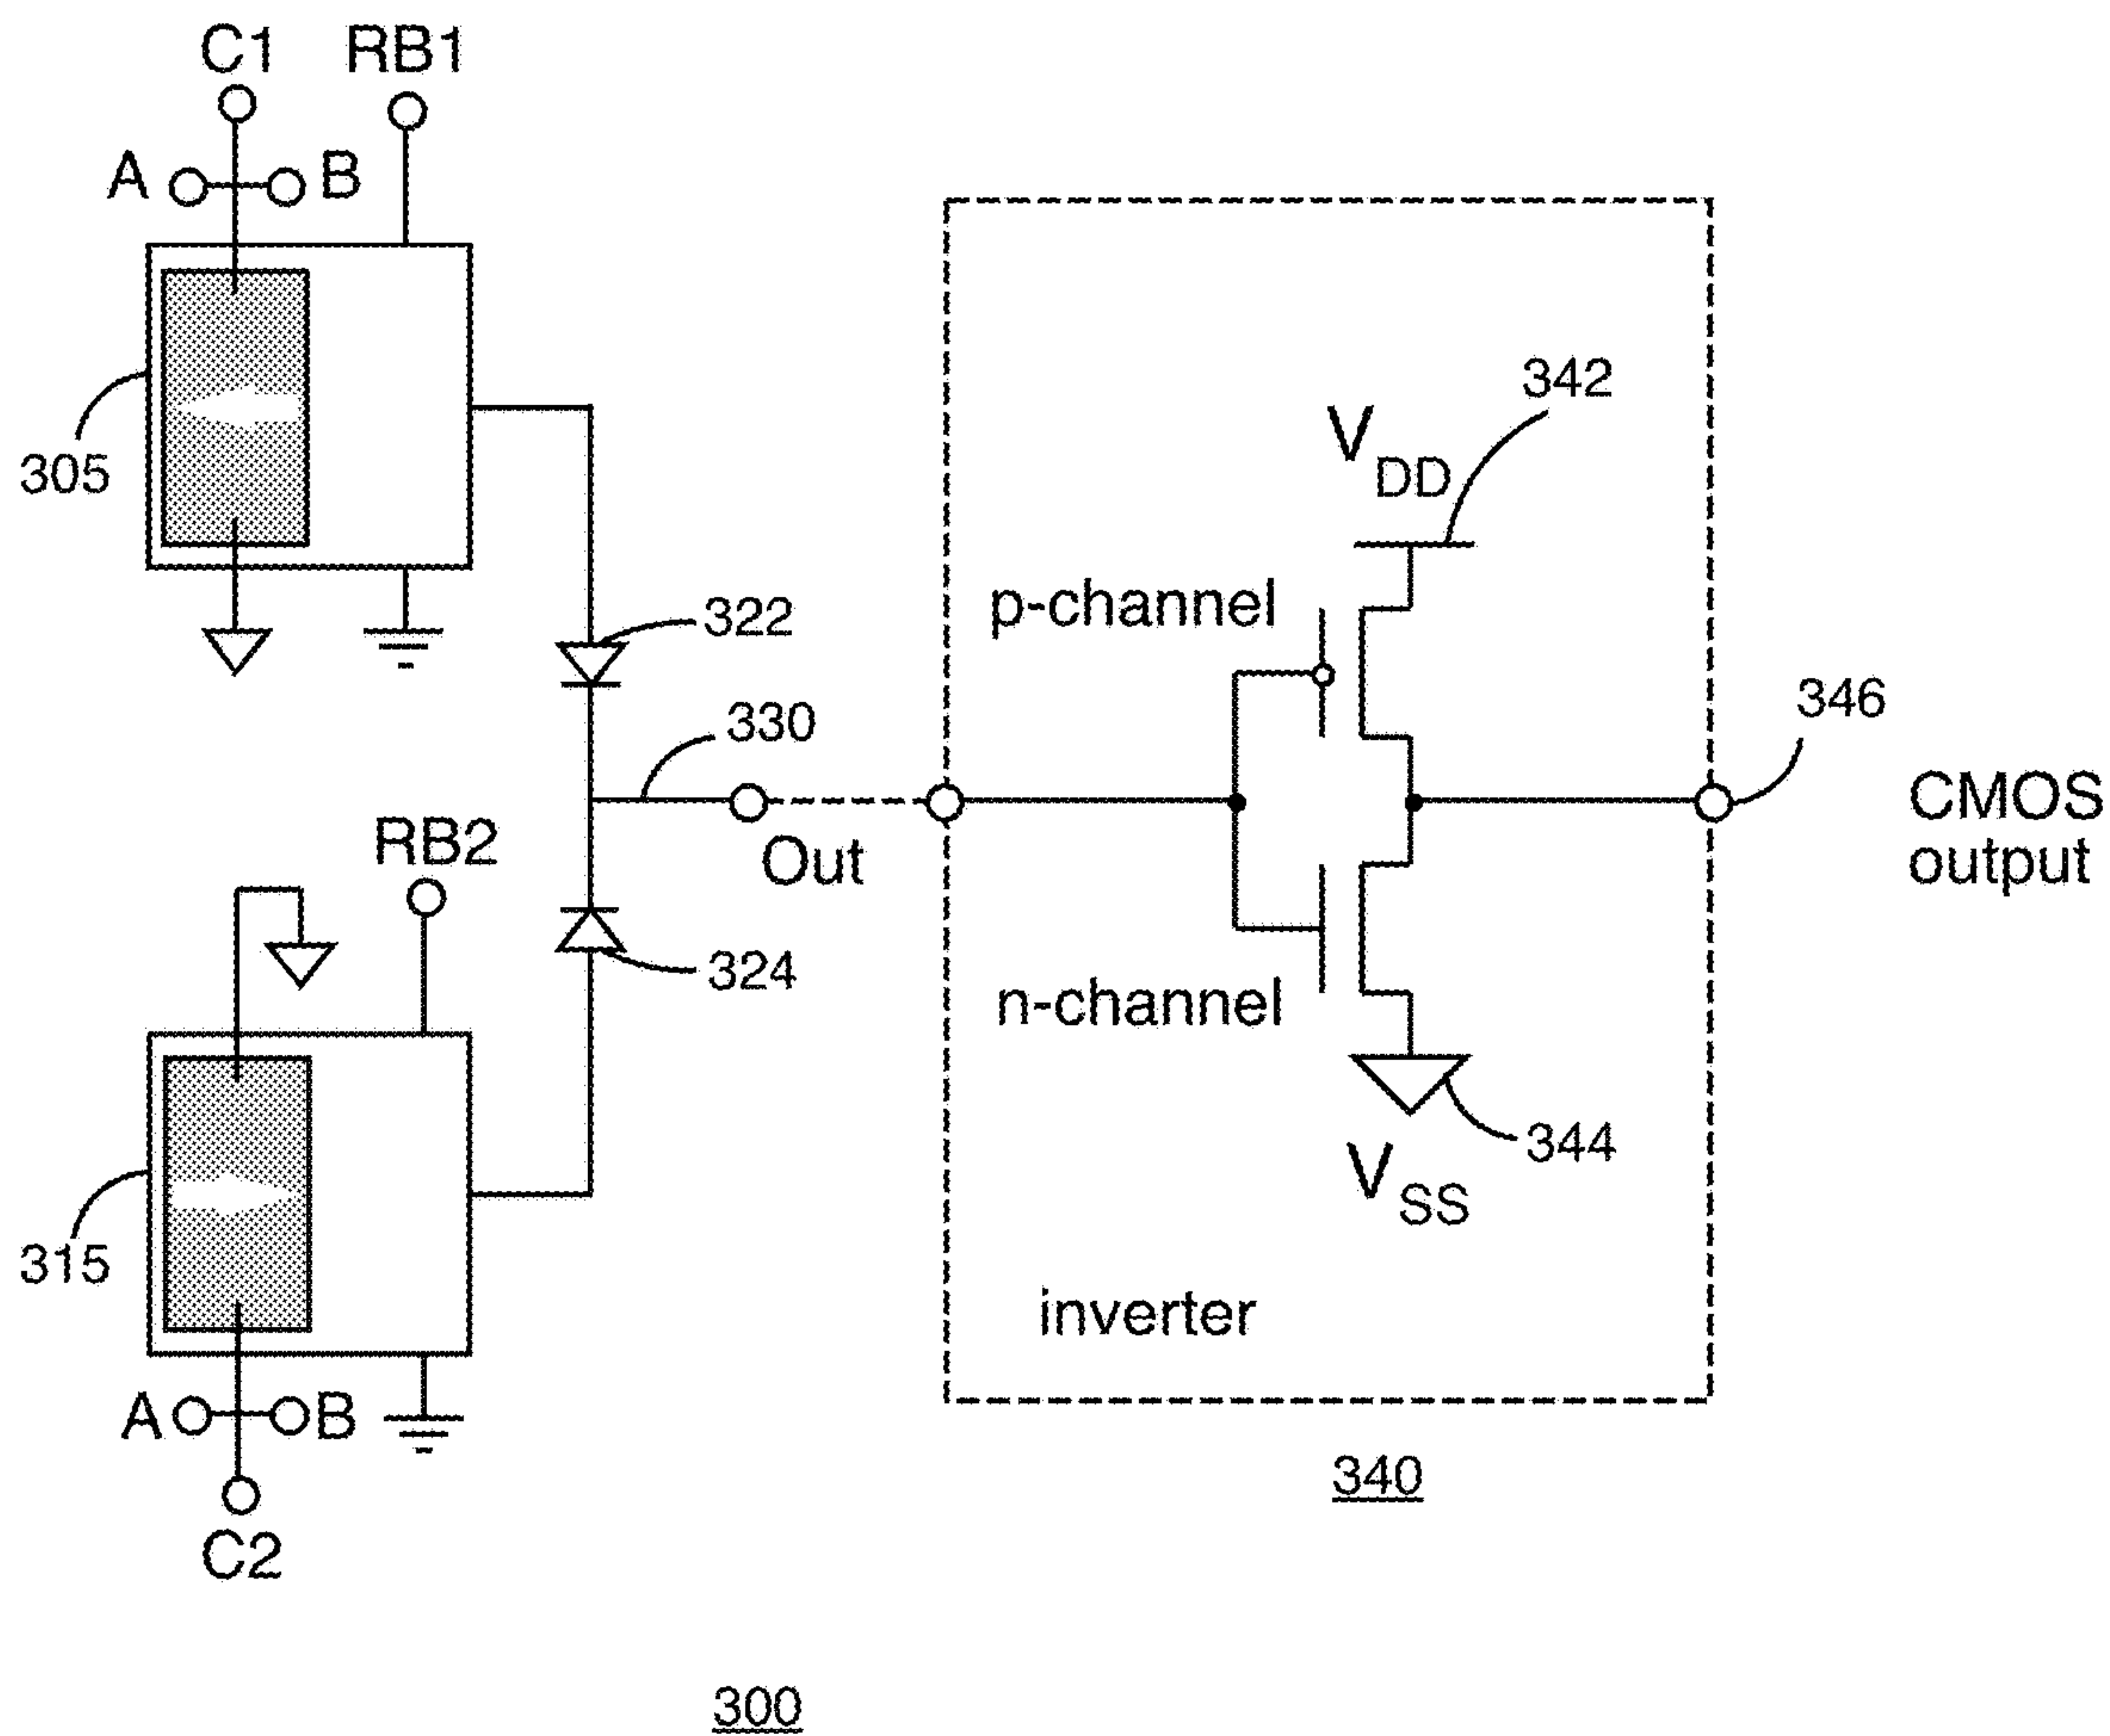 C1 RB1
A B
305
322
330
Out
RB2
324
315
A B
C2
342
V DD
p-channel
346
CMOS
output
n-channel
344
V SS
inverter
340
300